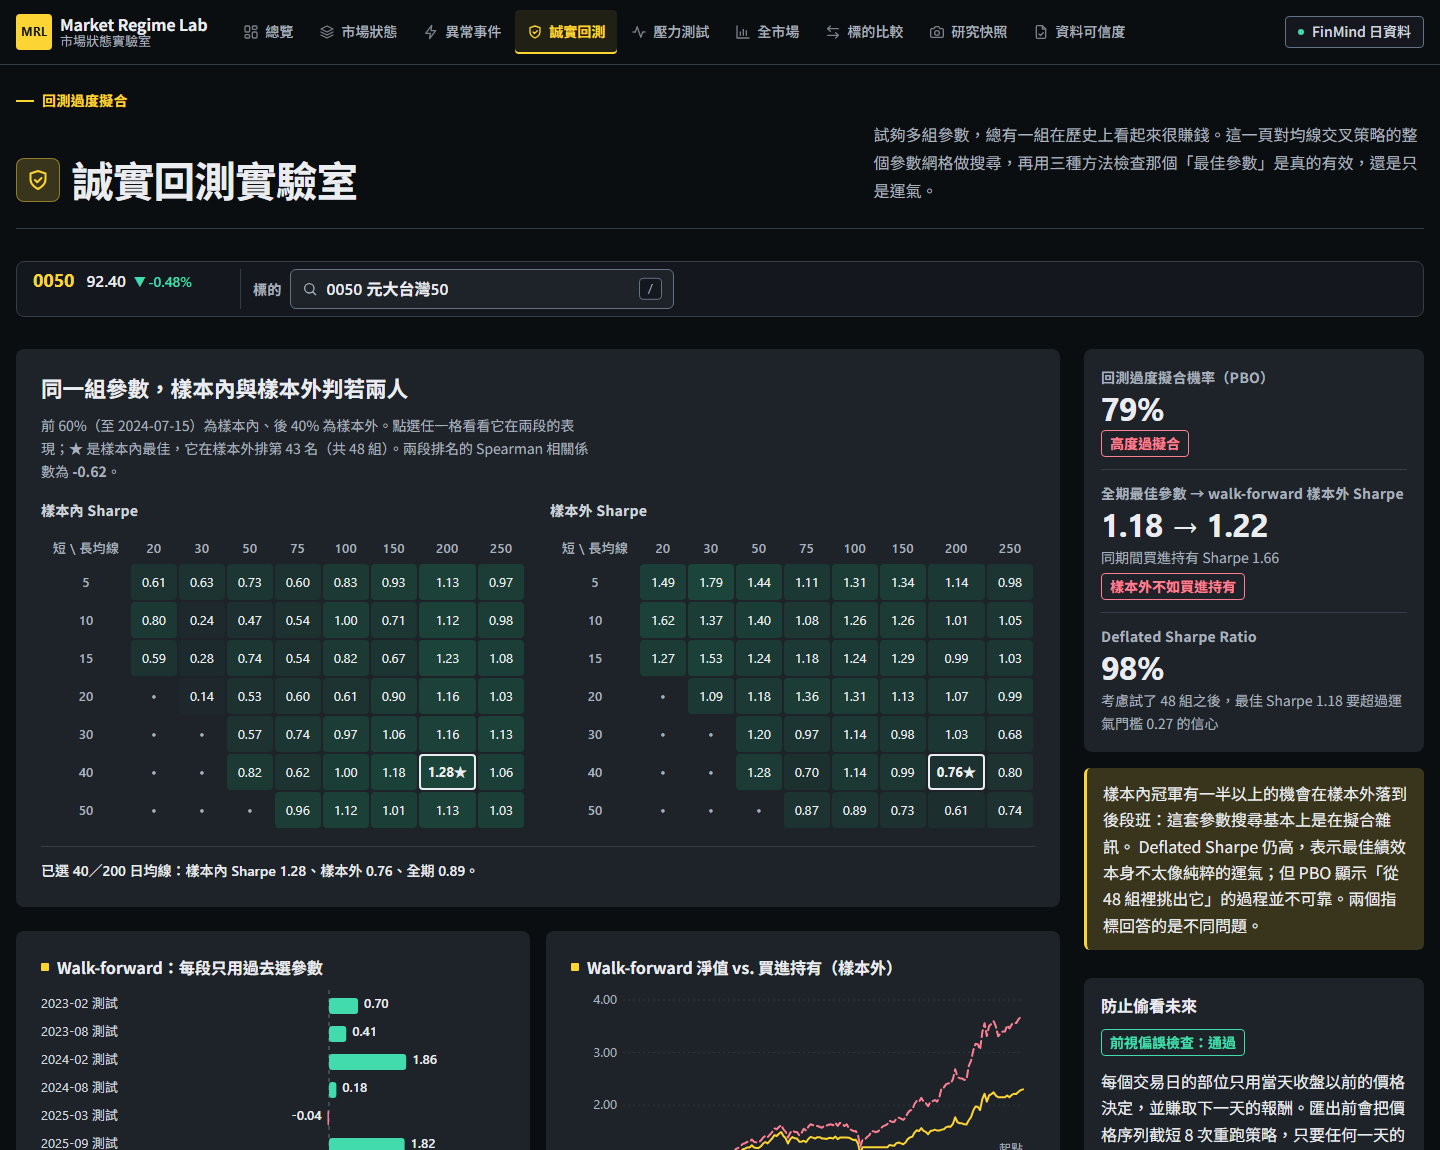 MRL
Market Regime Lab
市場狀態實驗室
總覽
市場狀態
異常事件
誠實回測
壓力測試
全市場
標的比較
研究快照
資料可信度
FinMind 日資料
回測過度擬合
誠實回測實驗室
試夠多組參數，總有一組在歷史上看起來很賺錢。這一頁對均線交叉策略的整
個參數網格做搜尋，再用三種方法檢查那個「最佳參數」是真的有效，還是只
是運氣。
0050 92.40 ▼ -0.48%
標的
0050 元大台灣50
/
同一組參數，樣本內與樣本外判若兩人
前 60%（至 2024-07-15）為樣本內、後 40% 為樣本外。點選任一格看看它在兩段的表
現；★ 是樣本內最佳，它在樣本外排第 43 名（共 48 組）。兩段排名的 Spearman 相關係
數為 -0.62。
樣本內 Sharpe
短 \ 長均線 20 30 50 75 100 150 200 250
5 0.61 0.63 0.73 0.60 0.83 0.93 1.13 0.97
10 0.80 0.24 0.47 0.54 1.00 0.71 1.12 0.98
15 0.59 0.28 0.74 0.54 0.82 0.67 1.23 1.08
20 • 0.14 0.53 0.60 0.61 0.90 1.16 1.03
30 • • 0.57 0.74 0.97 1.06 1.16 1.13
40 • • 0.82 0.62 1.00 1.18 1.28★ 1.06
50 • • • 0.96 1.12 1.01 1.13 1.03
樣本外 Sharpe
短 \ 長均線 20 30 50 75 100 150 200 250
5 1.49 1.79 1.44 1.11 1.31 1.34 1.14 0.98
10 1.62 1.37 1.40 1.08 1.26 1.26 1.01 1.05
15 1.27 1.53 1.24 1.18 1.24 1.29 0.99 1.03
20 • 1.09 1.18 1.36 1.31 1.13 1.07 0.99
30 • • 1.20 0.97 1.14 0.98 1.03 0.68
40 • • 1.28 0.70 1.14 0.99 0.76★ 0.80
50 • • • 0.87 0.89 0.73 0.61 0.74
已選 40／200 日均線：樣本內 Sharpe 1.28、樣本外 0.76、全期 0.89。
回測過度擬合機率（PBO）
79%
高度過擬合
全期最佳參數 → walk-forward 樣本外 Sharpe
1.18 → 1.22
同期間買進持有 Sharpe 1.66
樣本外不如買進持有
Deflated Sharpe Ratio
98%
考慮試了 48 組之後，最佳 Sharpe 1.18 要超過運
氣門檻 0.27 的信心
樣本內冠軍有一半以上的機會在樣本外落到
後段班：這套參數搜尋基本上是在擬合雜
訊。 Deflated Sharpe 仍高，表示最佳績效
本身不太像純粹的運氣；但 PBO 顯示「從
48 組裡挑出它」的過程並不可靠。兩個指
標回答的是不同問題。
Walk-forward：每段只用過去選參數
2023-02 測試 0.70
2023-08 測試 0.41
2024-02 測試 1.86
2024-08 測試 0.18
2025-03 測試 -0.04
2025-09 測試 1.82
Walk-forward 淨值 vs. 買進持有（樣本外）
4.00
3.00
2.00
起點
防止偷看未來
前視偏誤檢查：通過
每個交易日的部位只用當天收盤以前的價格
決定，並賺取下一天的報酬。匯出前會把價
格序列截短 8 次重跑策略，只要任何一天的